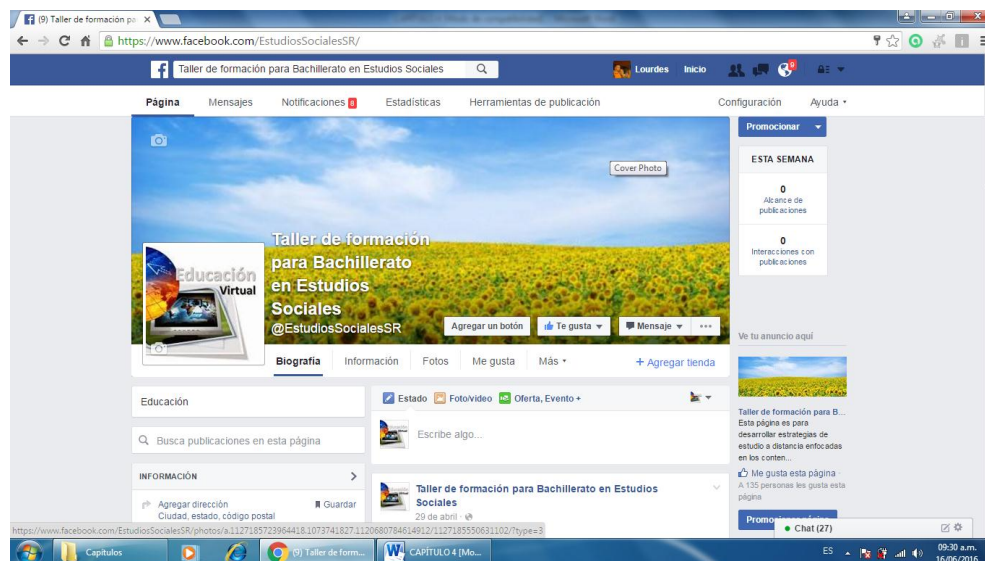 (9) Taller de formación pa
https://www.facebook.com/EstudiosSocialesSR/
Taller de formación para Bachillerato en Estudios Sociales
Lourdes Inicio
9
Página Mensajes Notificaciones 8 Estadísticas Herramientas de publicación Configuración Ayuda
Promocionar
Cover Photo
ESTA SEMANA
0
Alcance de
publicaciones
0
Interacciones con
publicaciones
Taller de formación
para Bachillerato
en Estudios
Sociales
@EstudiosSocialesSR
Educación
Virtual
Agregar un botón Te gusta Mensaje
Ve tu anuncio aquí
Biografía Información Fotos Me gusta Más + Agregar tienda
Educación
Estado Foto/video Oferta, Evento +
Escribe algo...
Busca publicaciones en esta página
Taller de formación para B...
Esta página es para
desarrollar estrategias de
estudio a distancia enfocadas
en los conten...
Me gusta esta página ·
A 135 personas les gusta esta
página
INFORMACIÓN
Agregar dirección Guardar
Ciudad, estado, código postal
Taller de formación para Bachillerato en Estudios
Sociales
29 de abril ·
Chat (27)
https://www.facebook.com/EstudiosSocialesSR/photos/a.1127185723964418.1073741827.1120680784614912/1127185550631102/?type=3
Capítulos
(9) Taller de form...
CAPÍTULO 4 [Mo...
ES
09:30 a.m.
16/06/2016